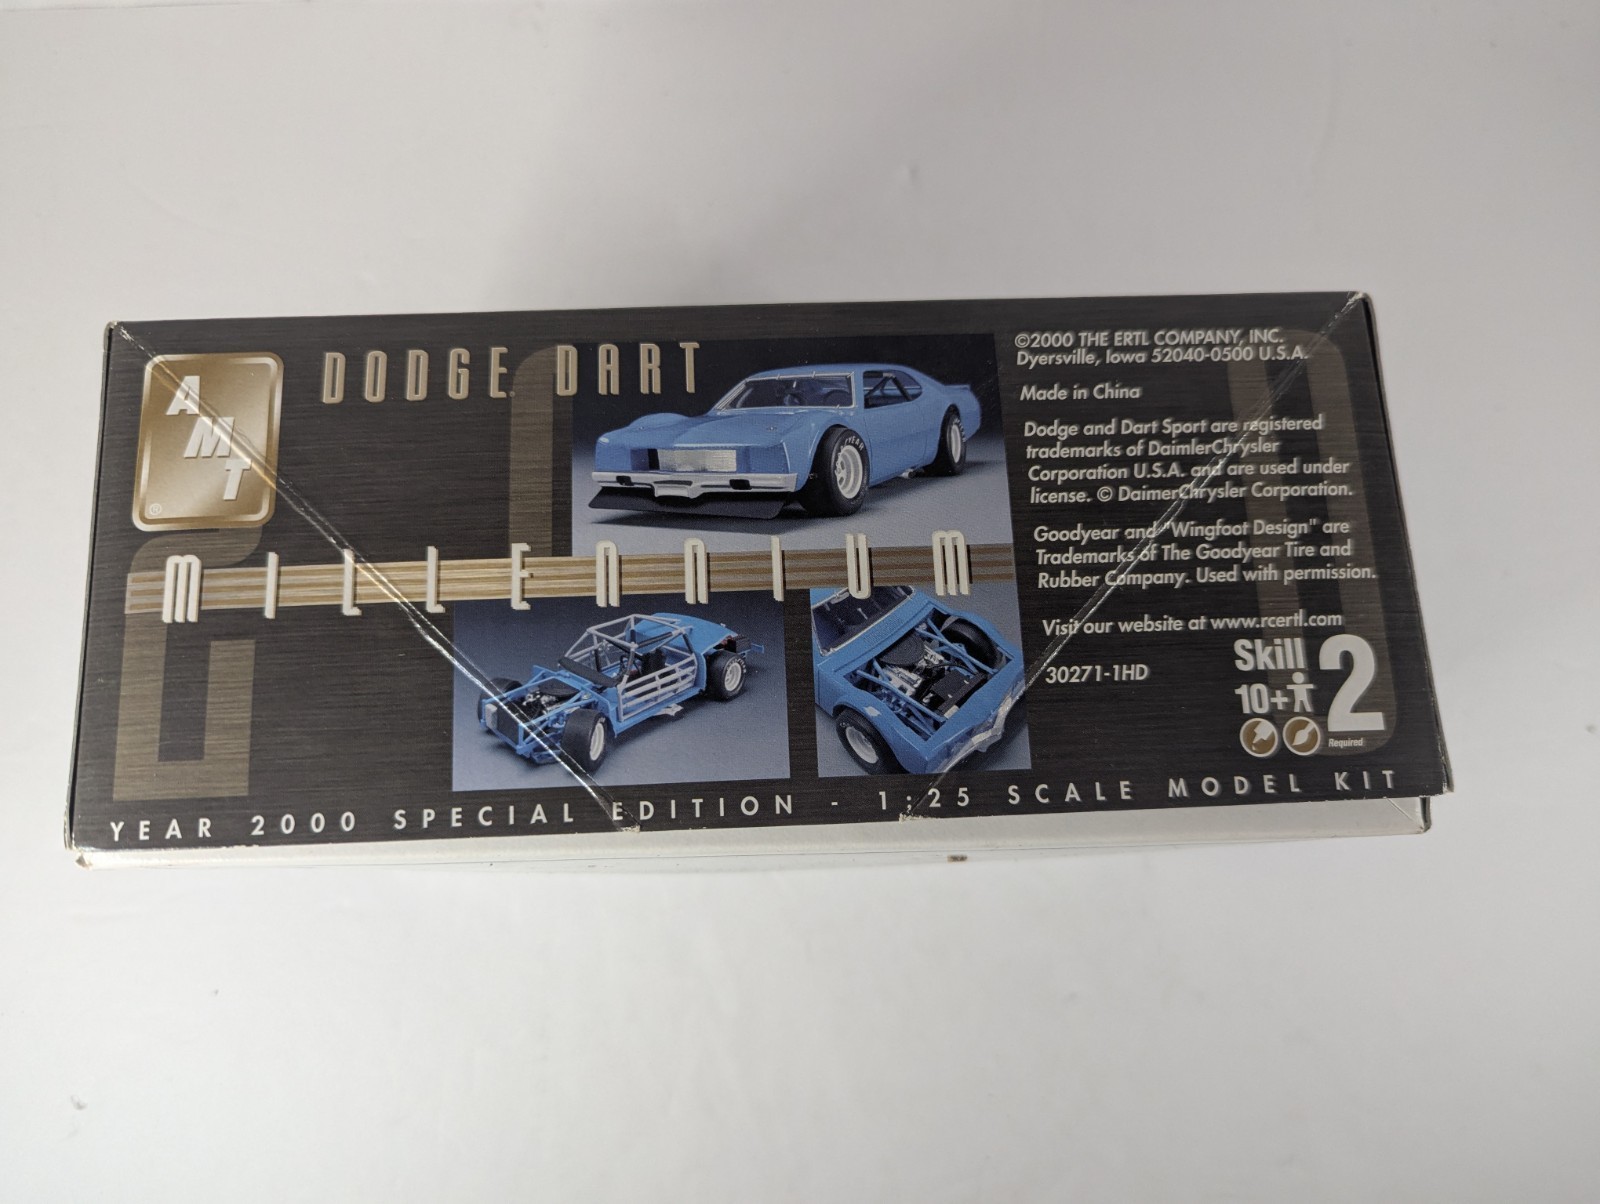 AMT
®
DODGE DART
MILLENNIUM
©2000 THE ERTL COMPANY, INC.
Dyersville, Iowa 52040-0500 U.S.A.
Made in China
Dodge and Dart Sport are registered
trademarks of DaimlerChrysler
Corporation U.S.A. and are used under
license. © DaimerChrysler Corporation.
Goodyear and "Wingfoot Design" are
Trademarks of The Goodyear Tire and
Rubber Company. Used with permission.
Visit our website at www.rcertl.com
30271-1HD
Skill 2
10+
Required
YEAR 2000 SPECIAL EDITION - 1:25 SCALE MODEL KIT